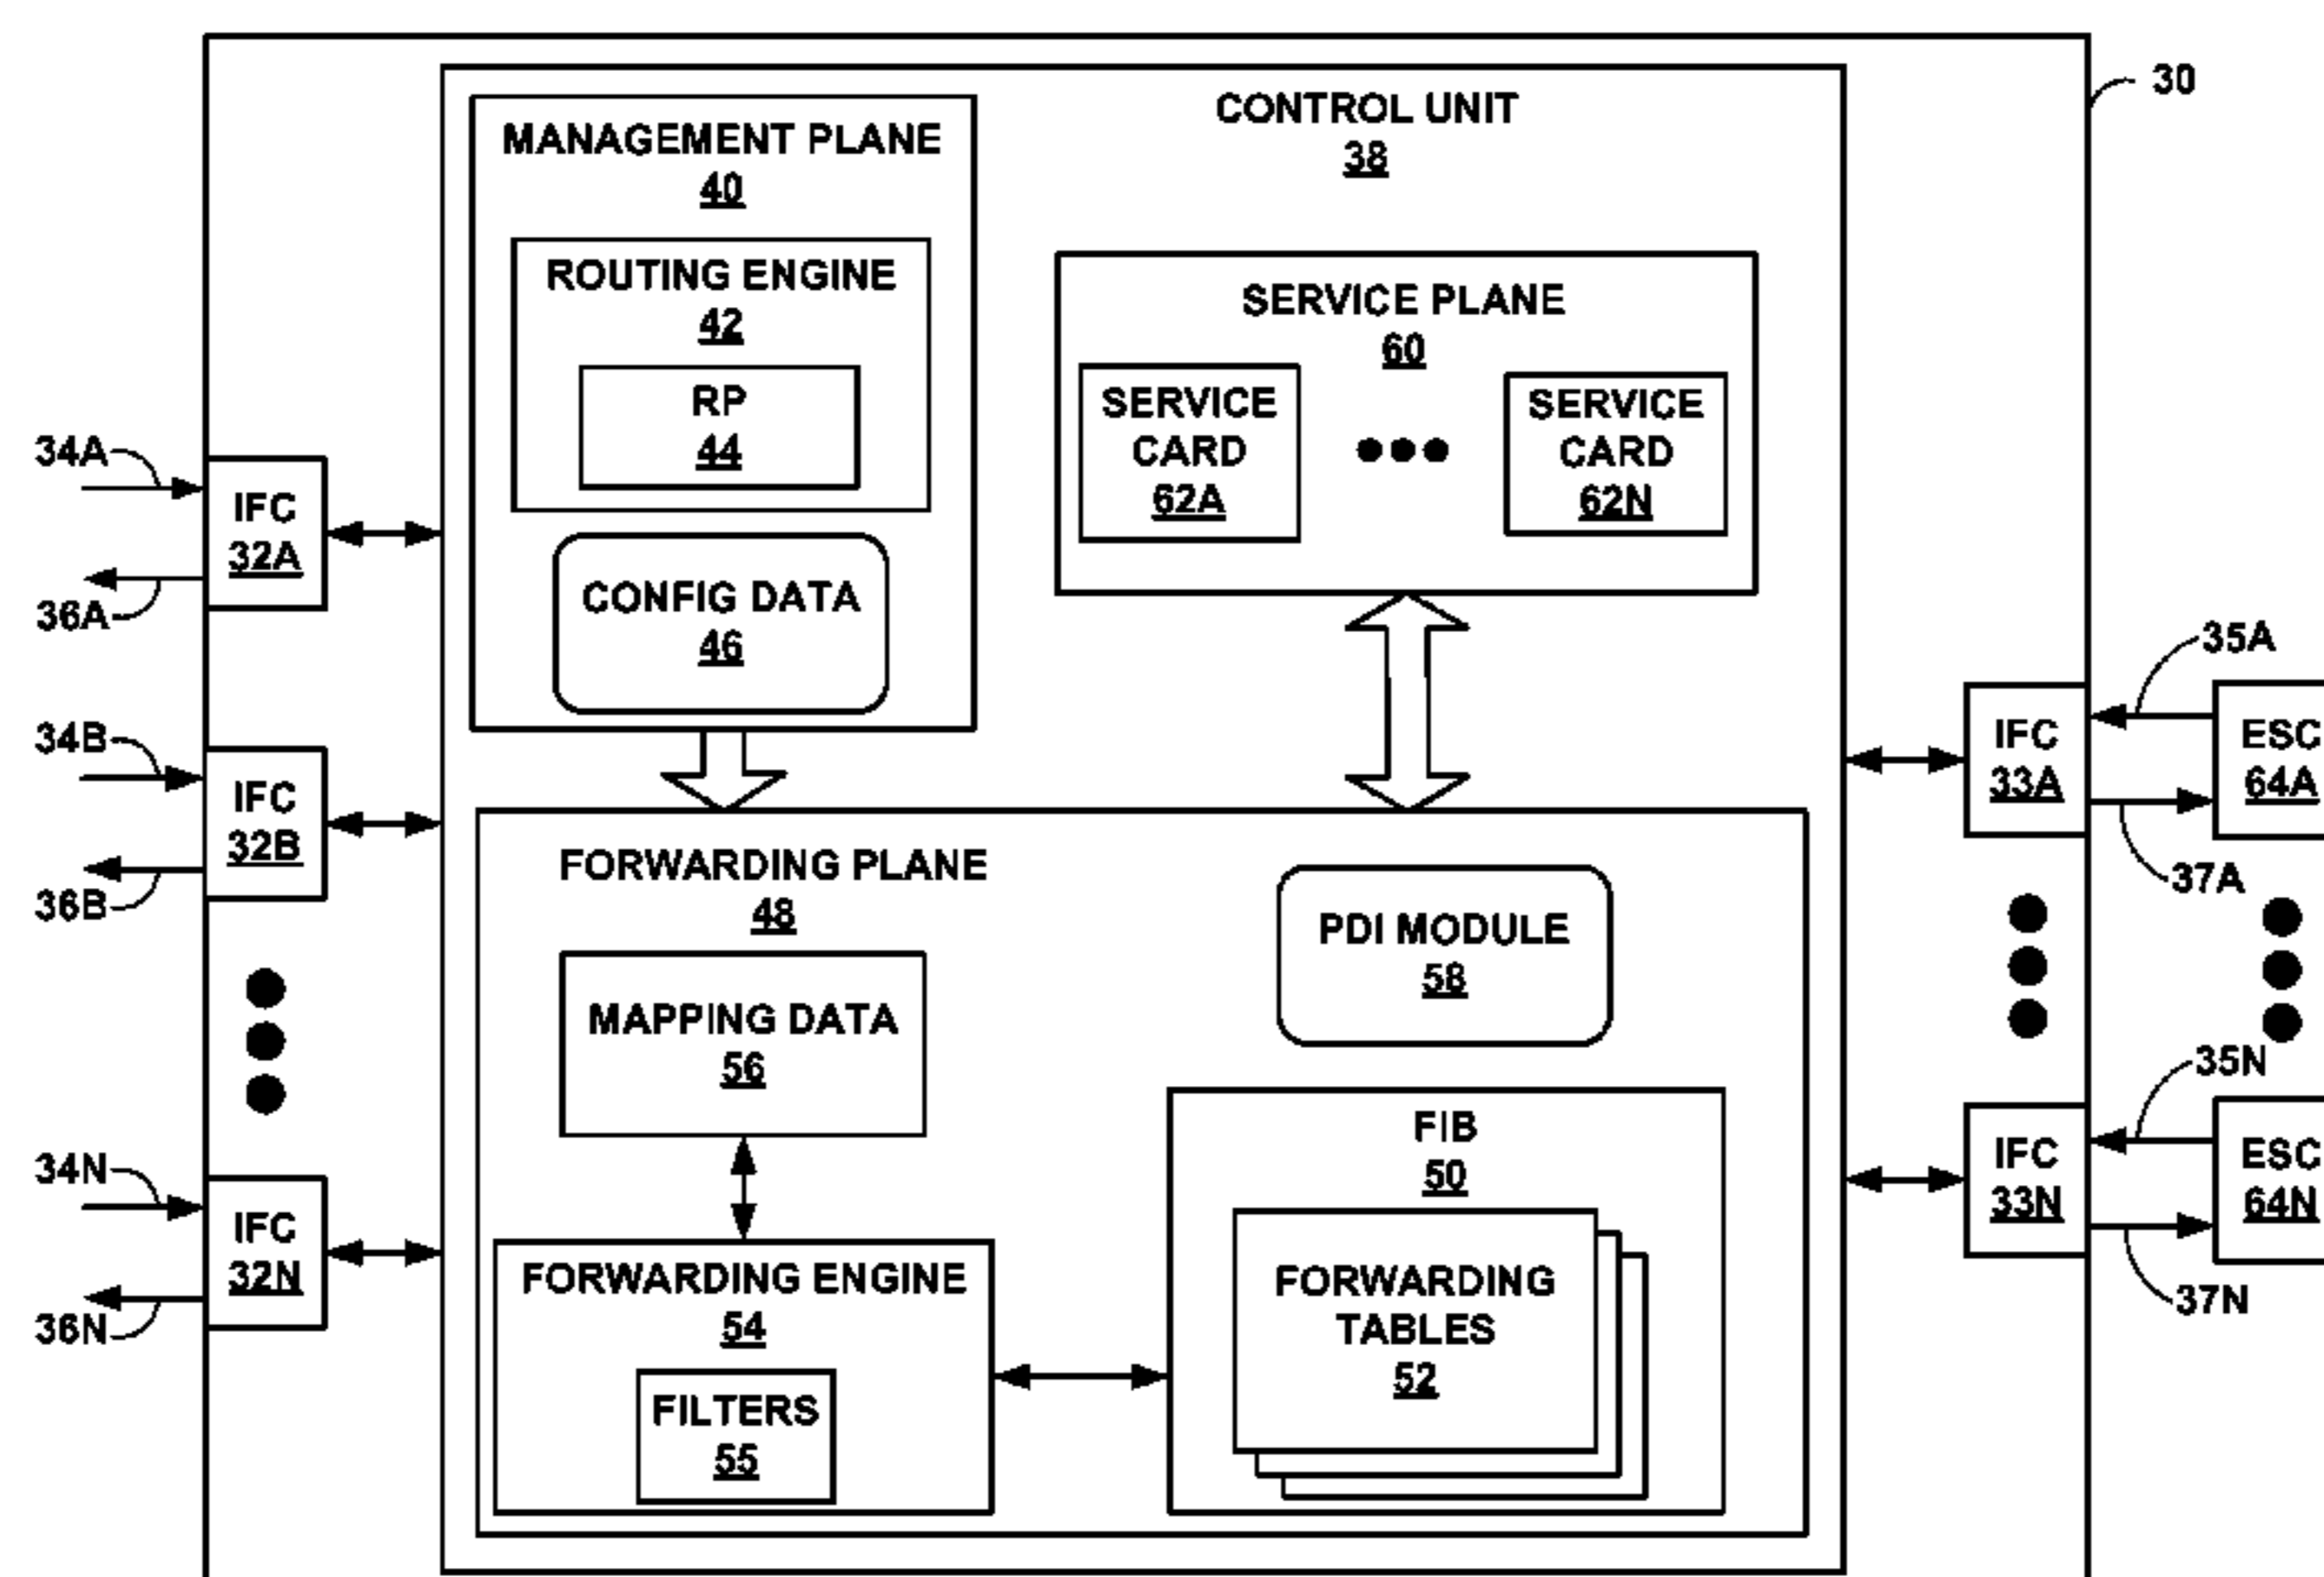 30
CONTROL UNIT
38
MANAGEMENT PLANE
40
ROUTING ENGINE
42
RP
44
CONFIG DATA
46
SERVICE PLANE
60
SERVICE
CARD
62A
SERVICE
CARD
62N
34A
IFC
32A
36A
34B
IFC
32B
36B
34N
IFC
32N
36N
FORWARDING PLANE
48
MAPPING DATA
56
PDI MODULE
58
FORWARDING ENGINE
54
FILTERS
55
FIB
50
FORWARDING
TABLES
52
35A
IFC
33A
ESC
64A
37A
35N
IFC
33N
ESC
64N
37N